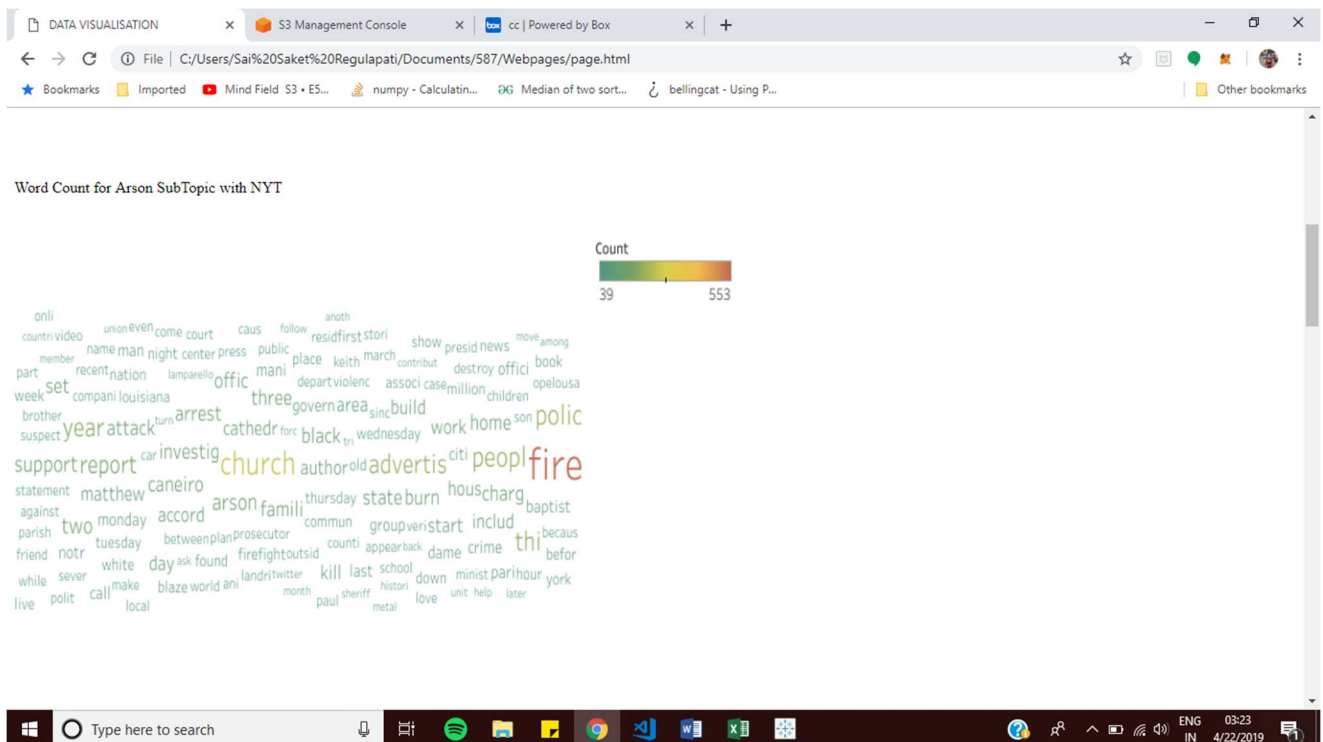 DATA VISUALISATION S3 Management Console box cc | Powered by Box
File | C:/Users/Sai%20Saket%20Regulapati/Documents/587/Webpages/page.html
Bookmarks Imported Mind Field S3 • E5... numpy - Calculatin... Median of two sort... bellingcat - Using P... Other bookmarks
Word Count for Arson SubTopic with NYT
Count
39 553
onli anoth
countri video union even come court caus follow resid first stori show presid news move among
member name man night center press public place keith march contribut destroy offici book
part recent nation lamparello offic mani depart violenc associ case million children opelousa
week set compani louisiana three govern area sinc build
brother suspect year attack turn arrest cathedr forc black tri wednesday work home son polic
support report car investig church author old advertis citi peopl fire
statement matthew caneiro arson famili thursday state burn hous charg baptist
against parish two monday accord commun group veri start includ thi becaus
friend notr tuesday between plan prosecutor counti appear back dame crime befor
while sever white day ask found firefight outsid kill last school down minist pari hour york
live polit call make blaze world ani landri twitter month paul sheriff histori metal love unit help later
local
Type here to search ENG 03:23
IN 4/22/2019